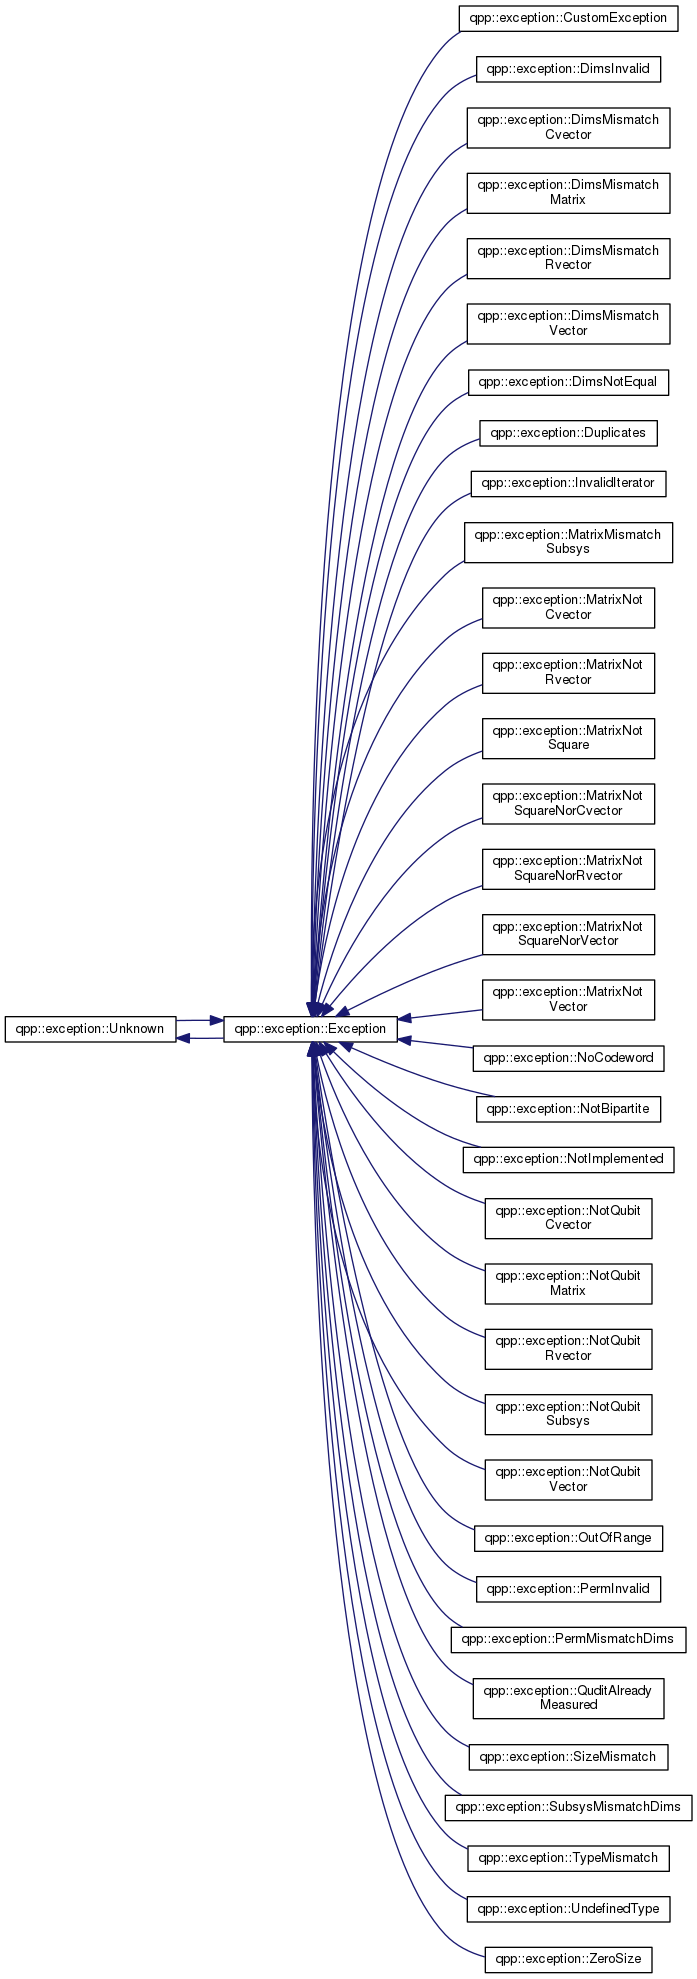 qpp::exception::CustomException
qpp::exception::DimsInvalid
qpp::exception::DimsMismatch
Cvector
qpp::exception::DimsMismatch
Matrix
qpp::exception::DimsMismatch
Rvector
qpp::exception::DimsMismatch
Vector
qpp::exception::DimsNotEqual
qpp::exception::Duplicates
qpp::exception::InvalidIterator
qpp::exception::MatrixMismatch
Subsys
qpp::exception::MatrixNot
Cvector
qpp::exception::MatrixNot
Rvector
qpp::exception::MatrixNot
Square
qpp::exception::MatrixNot
SquareNorCvector
qpp::exception::MatrixNot
SquareNorRvector
qpp::exception::MatrixNot
SquareNorVector
qpp::exception::MatrixNot
Vector
qpp::exception::Unknown
qpp::exception::Exception
qpp::exception::NoCodeword
qpp::exception::NotBipartite
qpp::exception::NotImplemented
qpp::exception::NotQubit
Cvector
qpp::exception::NotQubit
Matrix
qpp::exception::NotQubit
Rvector
qpp::exception::NotQubit
Subsys
qpp::exception::NotQubit
Vector
qpp::exception::OutOfRange
qpp::exception::PermInvalid
qpp::exception::PermMismatchDims
qpp::exception::QuditAlready
Measured
qpp::exception::SizeMismatch
qpp::exception::SubsysMismatchDims
qpp::exception::TypeMismatch
qpp::exception::UndefinedType
qpp::exception::ZeroSize